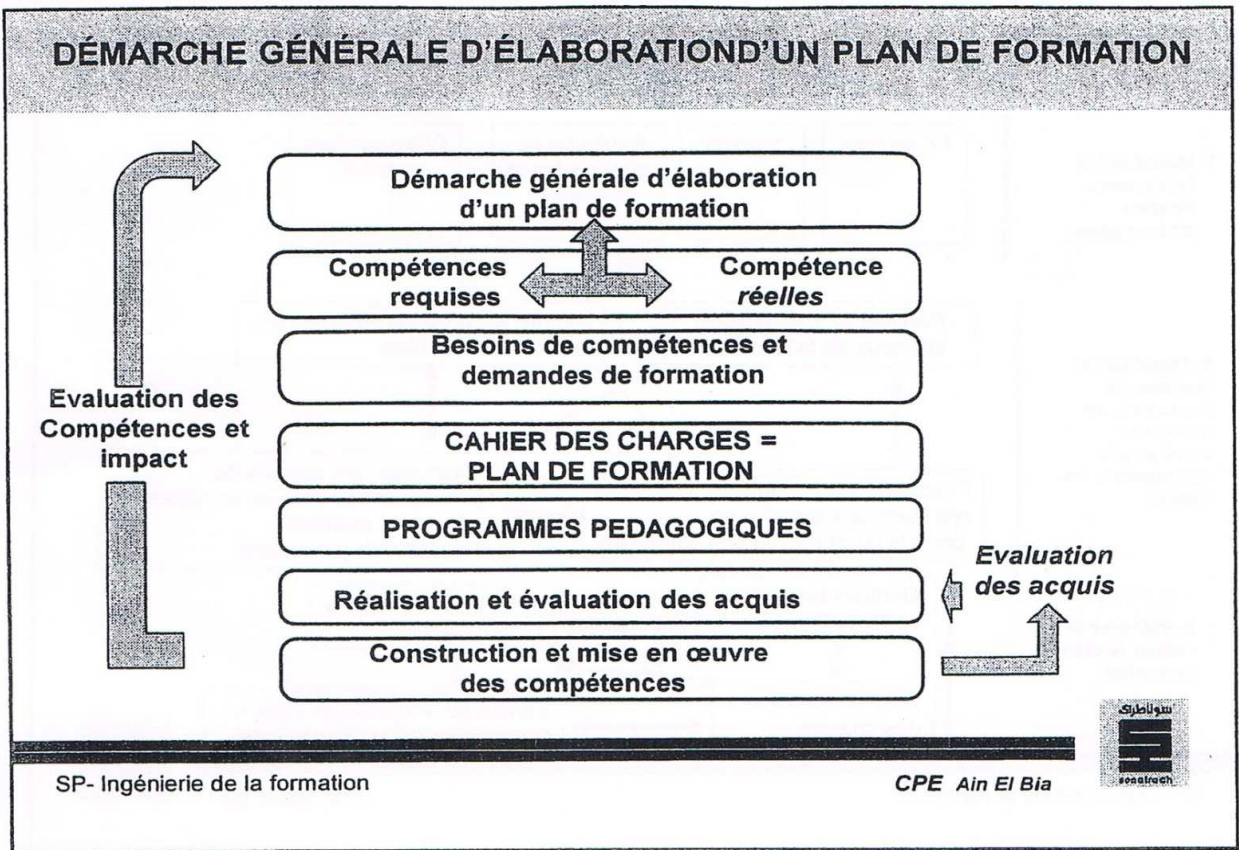 DÉMARCHE GÉNÉRALE D'ÉLABORATIOND'UN PLAN DE FORMATION
Démarche générale d'élaboration
d'un plan de formation
Compétences
requises
Compétence
réelles
Besoins de compétences et
demandes de formation
Evaluation des
Compétences et
impact
CAHIER DES CHARGES =
PLAN DE FORMATION
PROGRAMMES PEDAGOGIQUES
Evaluation
des acquis
Réalisation et évaluation des acquis
Construction et mise en œuvre
des compétences
سوناطراك
sonatrach
SP- Ingénierie de la formation
CPE Ain El Bia